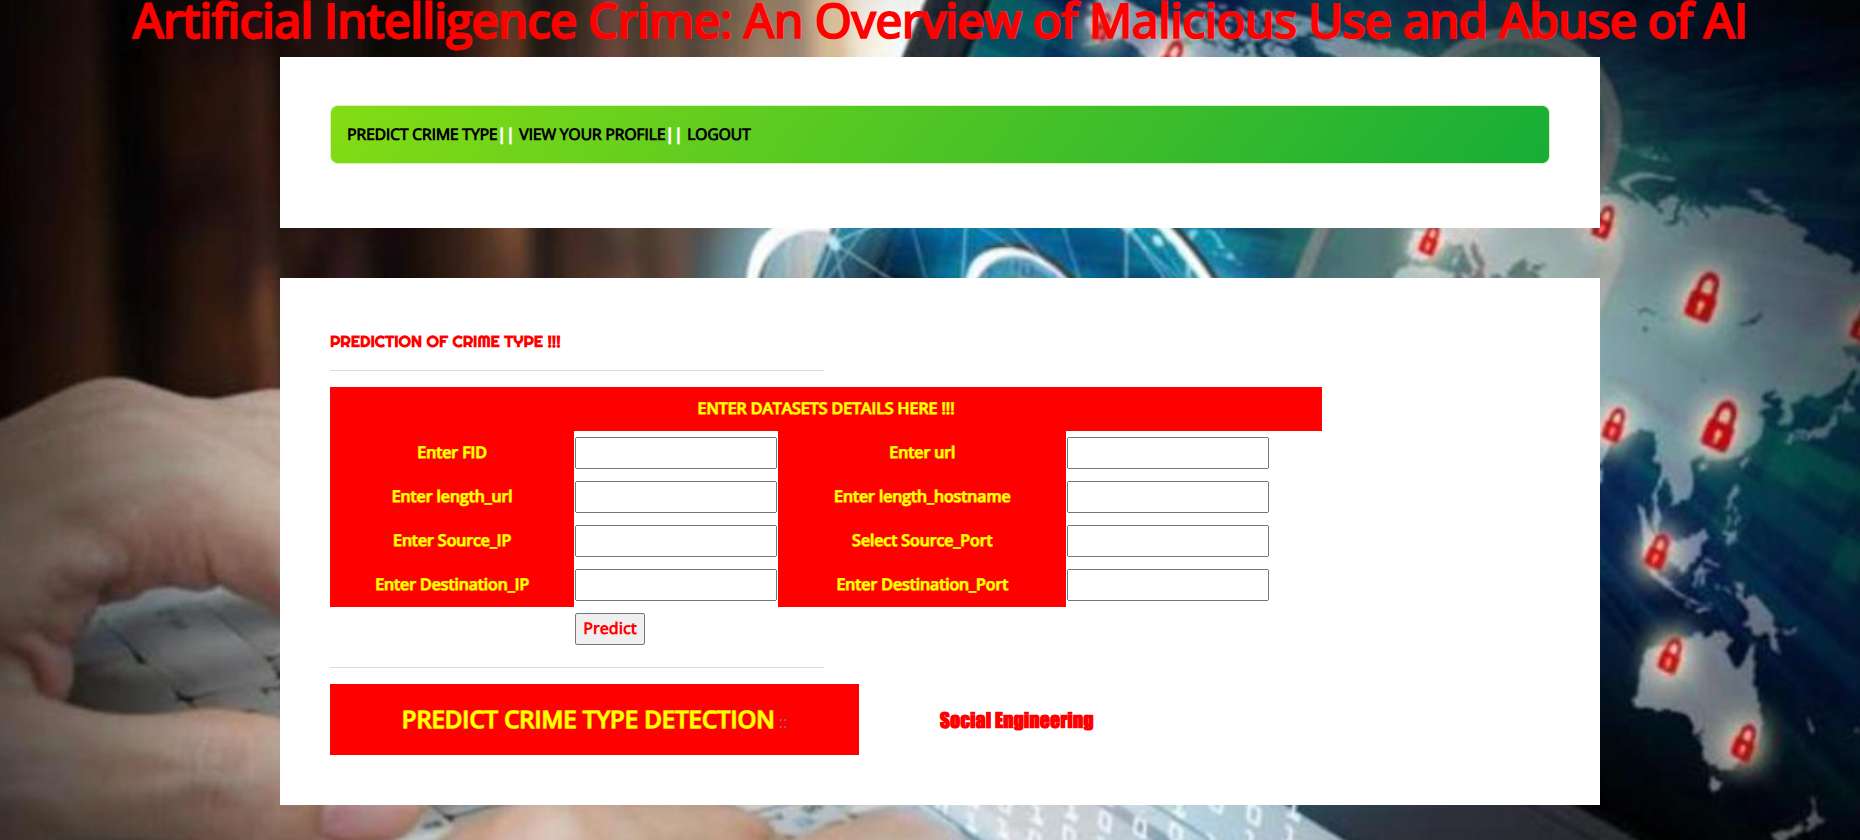 Artificial Intelligence Crime: An Overview of Malicious Use and Abuse of AI
PREDICT CRIME TYPE|| VIEW YOUR PROFILE|| LOGOUT
PREDICTION OF CRIME TYPE !!!
ENTER DATASETS DETAILS HERE !!!
Enter FID Enter url
Enter length_url Enter length_hostname
Enter Source_IP Select Source_Port
Enter Destination_IP Enter Destination_Port
Predict
PREDICT CRIME TYPE DETECTION :: Social Engineering